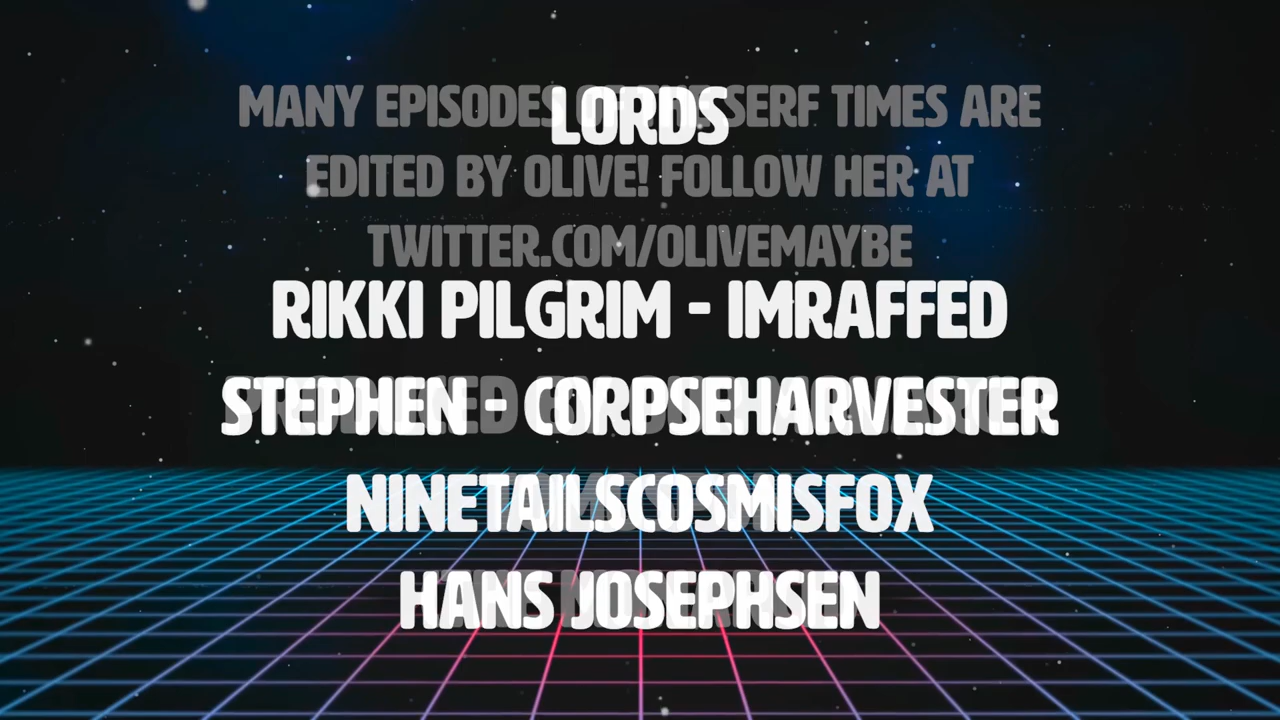 LORDS
MANY EPISODES SERF TIMES ARE
EDITED BY OLIVE! FOLLOW HER AT
TWITTER.COM/OLIVEMAYBE
RIKKI PILGRIM - IMRAFFED
STEPHEN - CORPSEHARVESTER
NINETAILSCOSMISFOX
HANS JOSEPHSEN